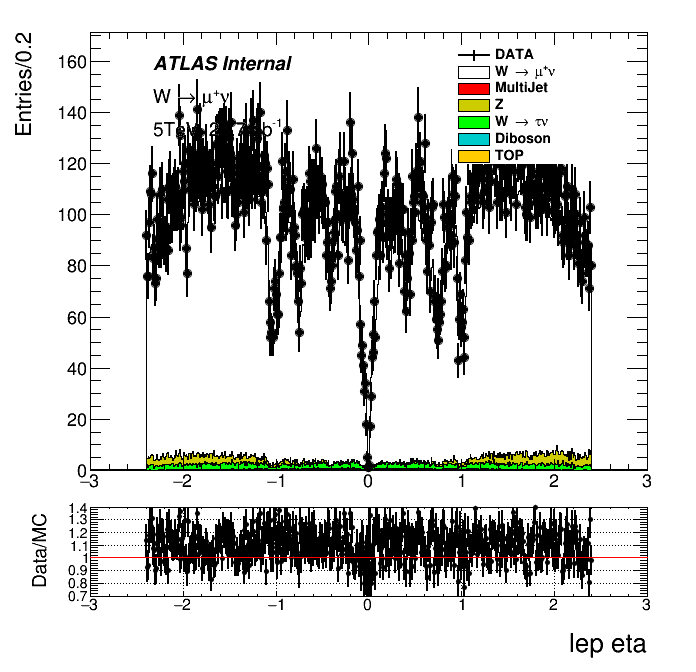 Entries/0.2
160
140
120
100
80
60
40
20
0
ATLAS Internal
W → μ⁺ν
5TeV,
DATA
W → μ⁺ν
MultiJet
Z
W → τν
Diboson
TOP
−3 −2 −1 0 1 2 3
Data/MC
1.4
1.3
1.2
1.1
1
0.9
0.8
0.7
−3 −2 −1 0 1 2 3
lep eta